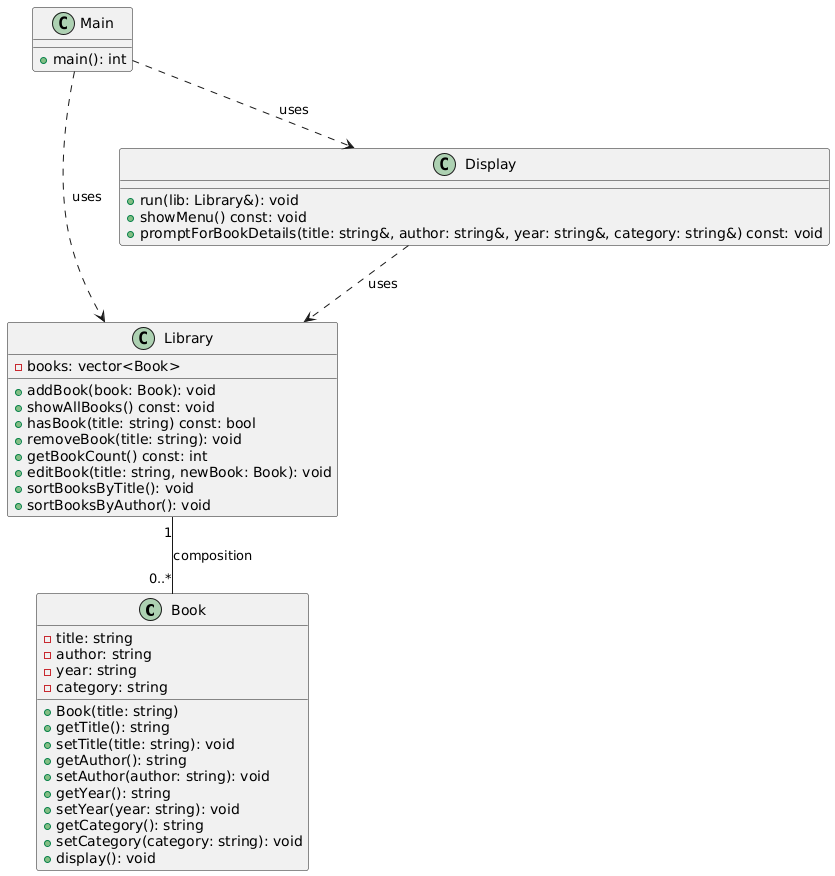 C Main
main(): int
uses
C Display
run(lib: Library&): void
showMenu() const: void
promptForBookDetails(title: string&, author: string&, year: string&, category: string&) const: void
uses
uses
C Library
books: vector<Book>
addBook(book: Book): void
showAllBooks() const: void
hasBook(title: string) const: bool
removeBook(title: string): void
getBookCount() const: int
editBook(title: string, newBook: Book): void
sortBooksByTitle(): void
sortBooksByAuthor(): void
1
composition
0..*
C Book
title: string
author: string
year: string
category: string
Book(title: string)
getTitle(): string
setTitle(title: string): void
getAuthor(): string
setAuthor(author: string): void
getYear(): string
setYear(year: string): void
getCategory(): string
setCategory(category: string): void
display(): void